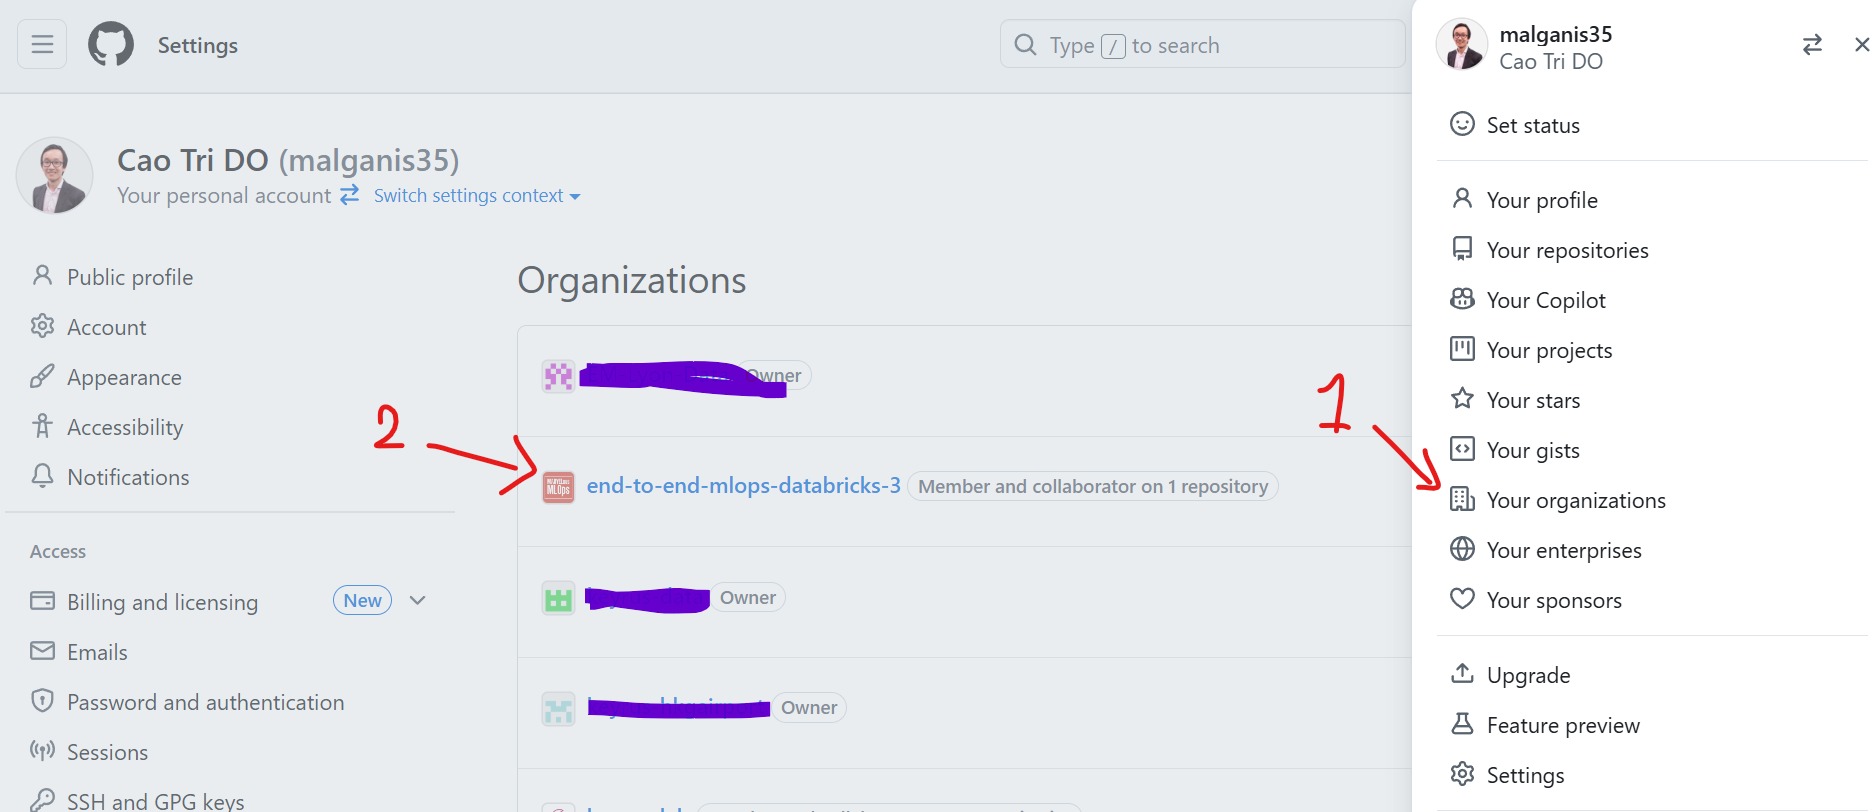 Settings
Type / to search
malganis35
Cao Tri DO
Cao Tri DO (malganis35)
Your personal account Switch settings context
Public profile
Account
Appearance
Accessibility
Notifications
Access
Billing and licensing New
Emails
Password and authentication
Sessions
SSH and GPG keys
Organizations
Owner
2
end-to-end-mlops-databricks-3 Member and collaborator on 1 repository
MLOps
Owner
Owner
1
Set status
Your profile
Your repositories
Your Copilot
Your projects
Your stars
Your gists
Your organizations
Your enterprises
Your sponsors
Upgrade
Feature preview
Settings